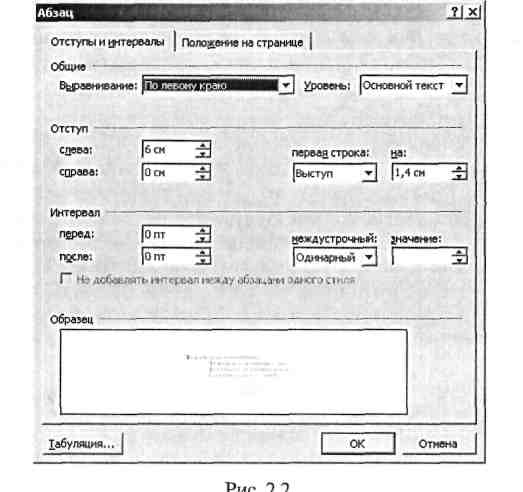 Абзац
Отступы и интервалы Положение на странице
Общие
Выравнивание: По левому краю Уровень: Основной текст
Отступ
слева: 6 см первая строка: на:
справа: 0 см Выступ 1,4 см
Интервал
перед: 0 пт междустрочный: значение:
после: 0 пт Одинарный
Не добавлять интервал между абзацами одного стиля
Образец
Табуляция... ОК Отмена
Рис. 2.2